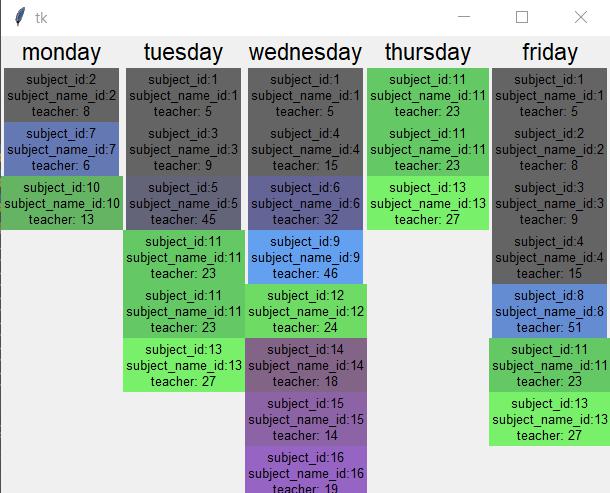 tk
monday
subject_id:2
subject_name_id:2
teacher: 8
subject_id:7
subject_name_id:7
teacher: 6
subject_id:10
subject_name_id:10
teacher: 13
tuesday
subject_id:1
subject_name_id:1
teacher: 5
subject_id:3
subject_name_id:3
teacher: 9
subject_id:5
subject_name_id:5
teacher: 45
subject_id:11
subject_name_id:11
teacher: 23
subject_id:11
subject_name_id:11
teacher: 23
subject_id:13
subject_name_id:13
teacher: 27
wednesday
subject_id:1
subject_name_id:1
teacher: 5
subject_id:4
subject_name_id:4
teacher: 15
subject_id:6
subject_name_id:6
teacher: 32
subject_id:9
subject_name_id:9
teacher: 46
subject_id:12
subject_name_id:12
teacher: 24
subject_id:14
subject_name_id:14
teacher: 18
subject_id:15
subject_name_id:15
teacher: 14
subject_id:16
subject_name_id:16
teacher: 19
thursday
subject_id:11
subject_name_id:11
teacher: 23
subject_id:11
subject_name_id:11
teacher: 23
subject_id:13
subject_name_id:13
teacher: 27
friday
subject_id:1
subject_name_id:1
teacher: 5
subject_id:2
subject_name_id:2
teacher: 8
subject_id:3
subject_name_id:3
teacher: 9
subject_id:4
subject_name_id:4
teacher: 15
subject_id:8
subject_name_id:8
teacher: 51
subject_id:11
subject_name_id:11
teacher: 23
subject_id:13
subject_name_id:13
teacher: 27